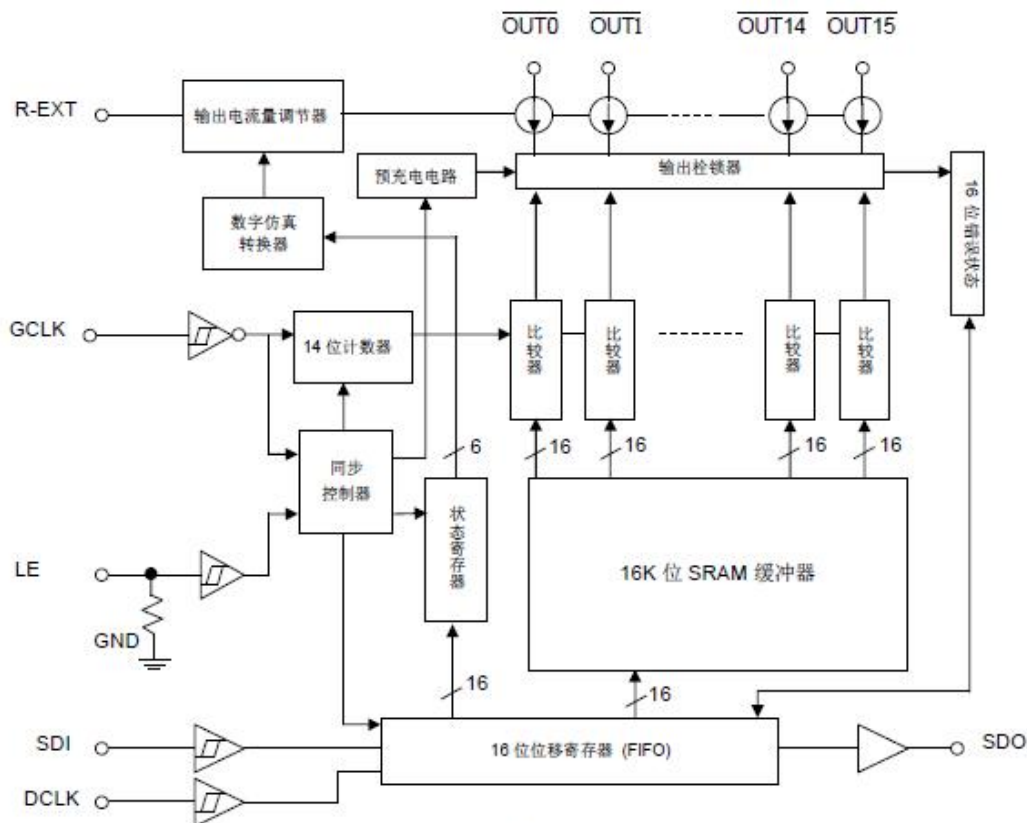 OUT0 OUT1 OUT14 OUT15
R-EXT
输出电流量调节器
预充电电路
输出栓锁器
16 位错误状态
数字仿真
转换器
GCLK
14 位计数器
比较器
比较器
比较器
比较器
6
16
16
16
16
同步
控制器
状态寄存器
16K 位 SRAM 缓冲器
LE
GND
16
16
SDI
16 位位移寄存器 (FIFO)
SDO
DCLK